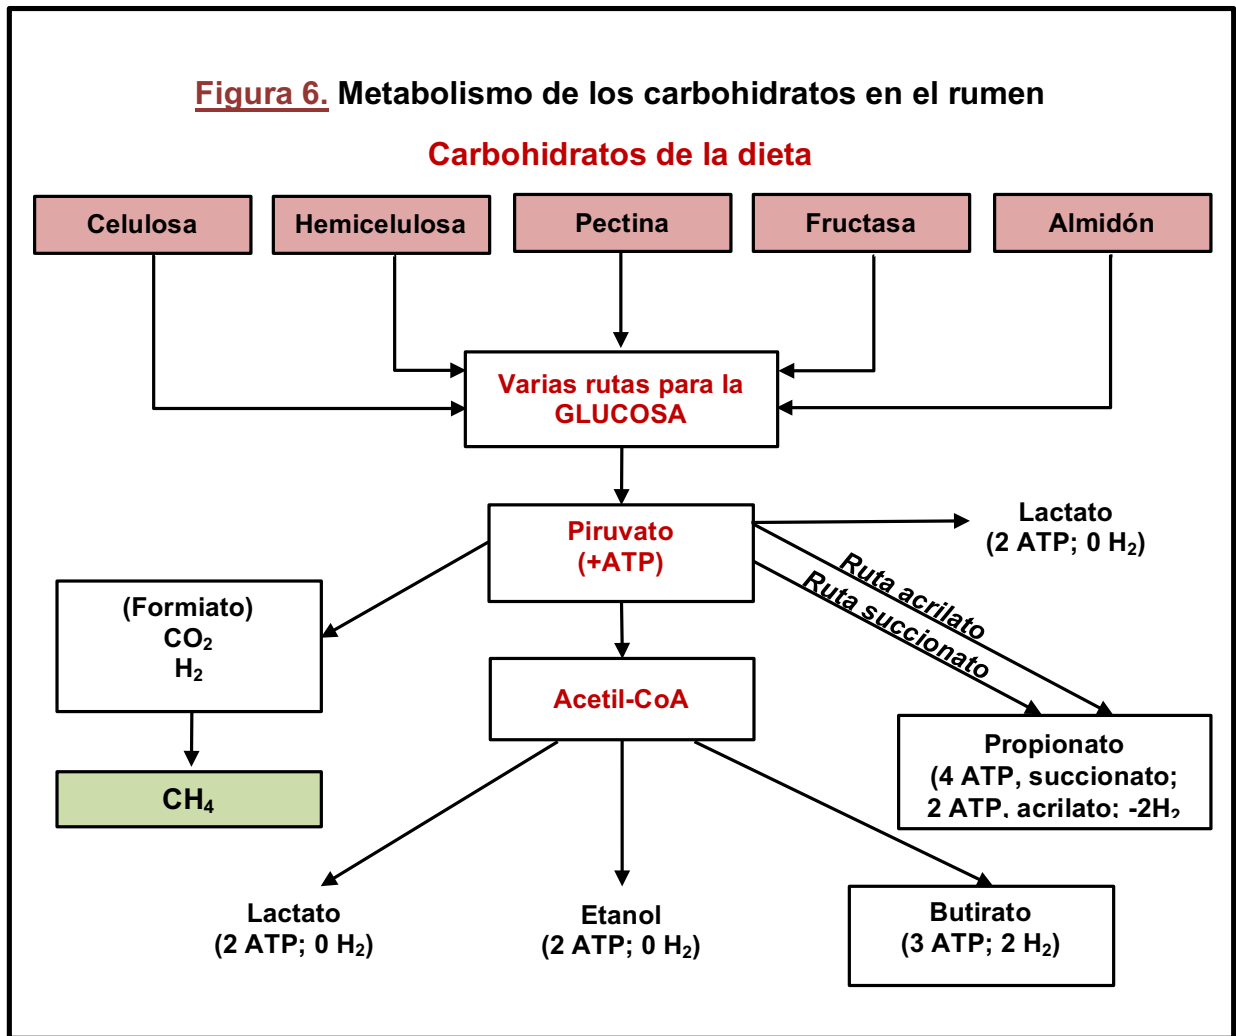 Figura 6. Metabolismo de los carbohidratos en el rumen
Carbohidratos de la dieta
Celulosa
Hemicelulosa
Pectina
Fructasa
Almidón
Varias rutas para la
GLUCOSA
Piruvato
(+ATP)
Lactato
(2 ATP; 0 H₂)
Ruta acrilato
Ruta succionato
(Formiato)
CO₂
H₂
Acetil-CoA
Propionato
(4 ATP, succionato;
2 ATP, acrilato; -2H₂
CH₄
Lactato
(2 ATP; 0 H₂)
Etanol
(2 ATP; 0 H₂)
Butirato
(3 ATP; 2 H₂)